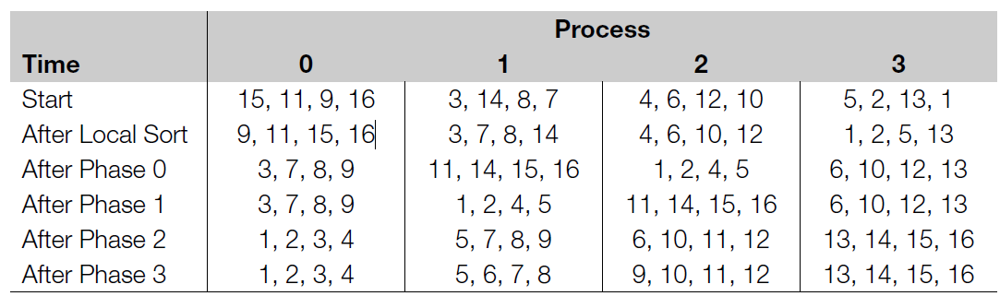 Process
Time 0 1 2 3
Start 15, 11, 9, 16 3, 14, 8, 7 4, 6, 12, 10 5, 2, 13, 1
After Local Sort 9, 11, 15, 16 3, 7, 8, 14 4, 6, 10, 12 1, 2, 5, 13
After Phase 0 3, 7, 8, 9 11, 14, 15, 16 1, 2, 4, 5 6, 10, 12, 13
After Phase 1 3, 7, 8, 9 1, 2, 4, 5 11, 14, 15, 16 6, 10, 12, 13
After Phase 2 1, 2, 3, 4 5, 7, 8, 9 6, 10, 11, 12 13, 14, 15, 16
After Phase 3 1, 2, 3, 4 5, 6, 7, 8 9, 10, 11, 12 13, 14, 15, 16